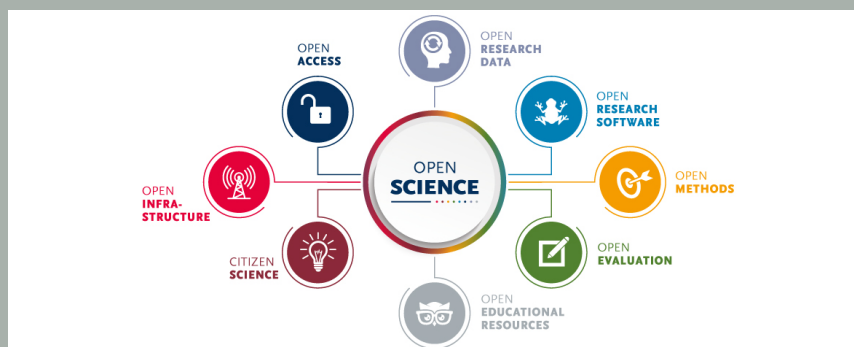 OPEN
RESEARCH
DATA
OPEN
ACCESS
OPEN
RESEARCH
SOFTWARE
OPEN
SCIENCE
OPEN
INFRA-
STRUCTURE
OPEN
METHODS
CITIZEN
SCIENCE
OPEN
EVALUATION
OPEN
EDUCATIONAL
RESOURCES